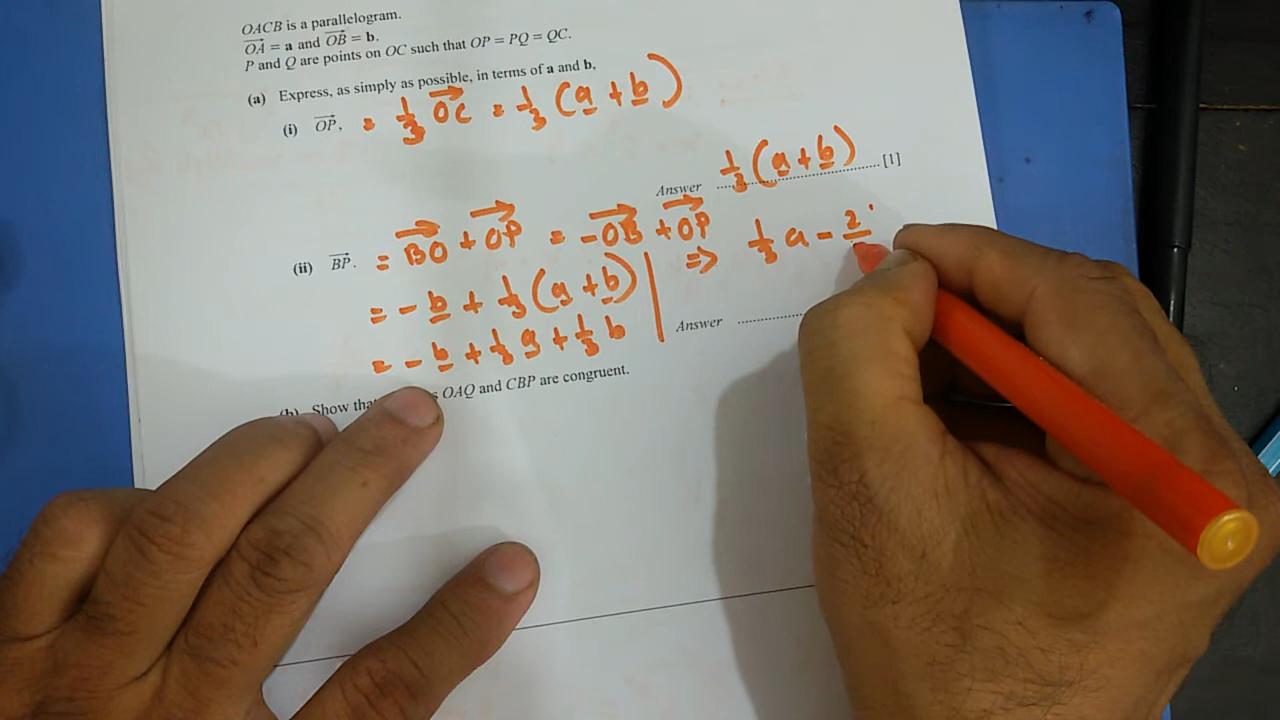 OACB is a parallelogram.
OA⃗ = a and OB⃗ = b.
P and Q are points on OC such that OP = PQ = QC.
(a) Express, as simply as possible, in terms of a and b,
(i) OP⃗, = 1/3 OC⃗ = 1/3 (a + b)
Answer 1/3 (a + b) [1]
(ii) BP⃗. = BO⃗ + OP⃗ = -OB⃗ + OP⃗
= - b + 1/3 (a + b) | ⇒ 1/3 a - 2
= - b + 1/3 a + 1/3 b
Answer
(b) Show OAQ and CBP are congruent.